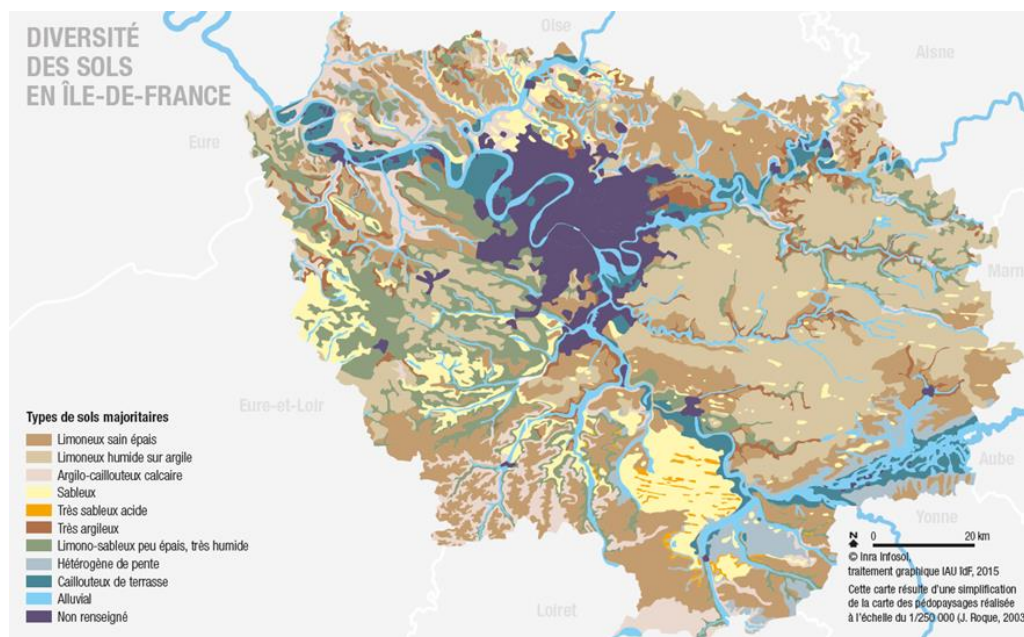 DIVERSITÉ
DES SOLS
EN ÎLE-DE-FRANCE
Oise
Aisne
Eure
Marn
Eure-et-Loir
Aube
Yonne
Loiret
Types de sols majoritaires
Limoneux sain épais
Limoneux humide sur argile
Argilo-caillouteux calcaire
Sableux
Très sableux acide
Très argileux
Limono-sableux peu épais, très humide
Hétérogène de pente
Caillouteux de terrasse
Alluvial
Non renseigné
N 0 20 km
© Inra Infosol,
traitement graphique IAU îdF, 2015
Cette carte résulte d'une simplification
de la carte des pédopaysages réalisée
à l'échelle du 1/250 000 (J. Roque, 2003